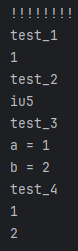 !!!!!!!!
test_1
1
test_2
iu5
test_3
a = 1
b = 2
test_4
1
2